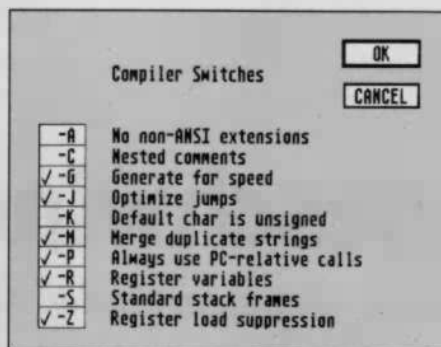 OK
Compiler Switches
CANCEL
-A No non-ANSI extensions
-C Nested comments
✓ -G Generate for speed
✓ -J Optimize jumps
-K Default char is unsigned
✓ -M Merge duplicate strings
✓ -P Always use PC-relative calls
✓ -R Register variables
-S Standard stack frames
✓ -Z Register load suppression